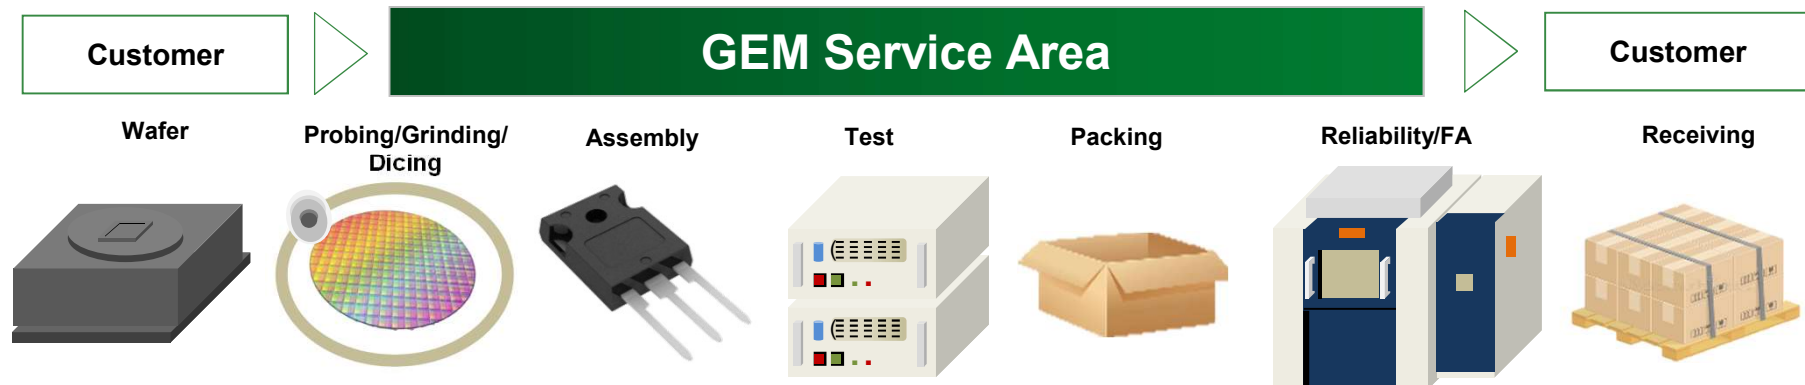 Customer
GEM Service Area
Customer
Wafer
Probing/Grinding/
Dicing
Assembly
Test
Packing
Reliability/FA
Receiving